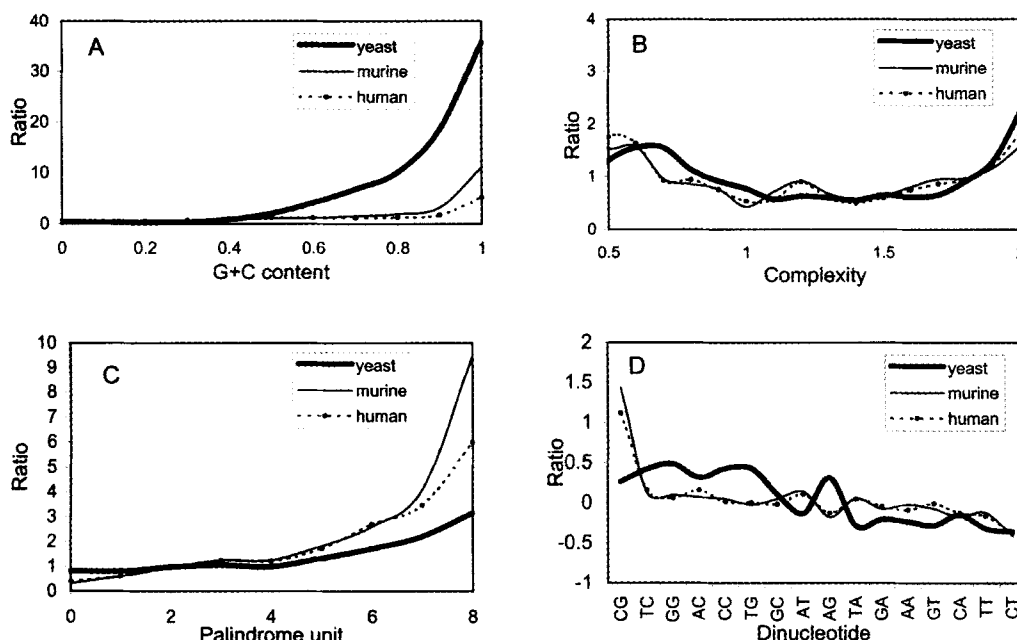 A
yeast
murine
human
40
30
20
10
0
Ratio
0 0.2 0.4 0.6 0.8 1
G+C content
B
yeast
murine
human
4
3
2
1
0
Ratio
0.5 1 1.5 2
Complexity
C
yeast
murine
human
10
9
8
7
6
5
4
3
2
1
0
Ratio
0 2 4 6 8
Palindrome unit
D
yeast
murine
human
2
1.5
1
0.5
0
-0.5
-1
Ratio
CG TC GG AC CC TG GC AT AG TA GA AA GT CA TT CT
Dinucleotide